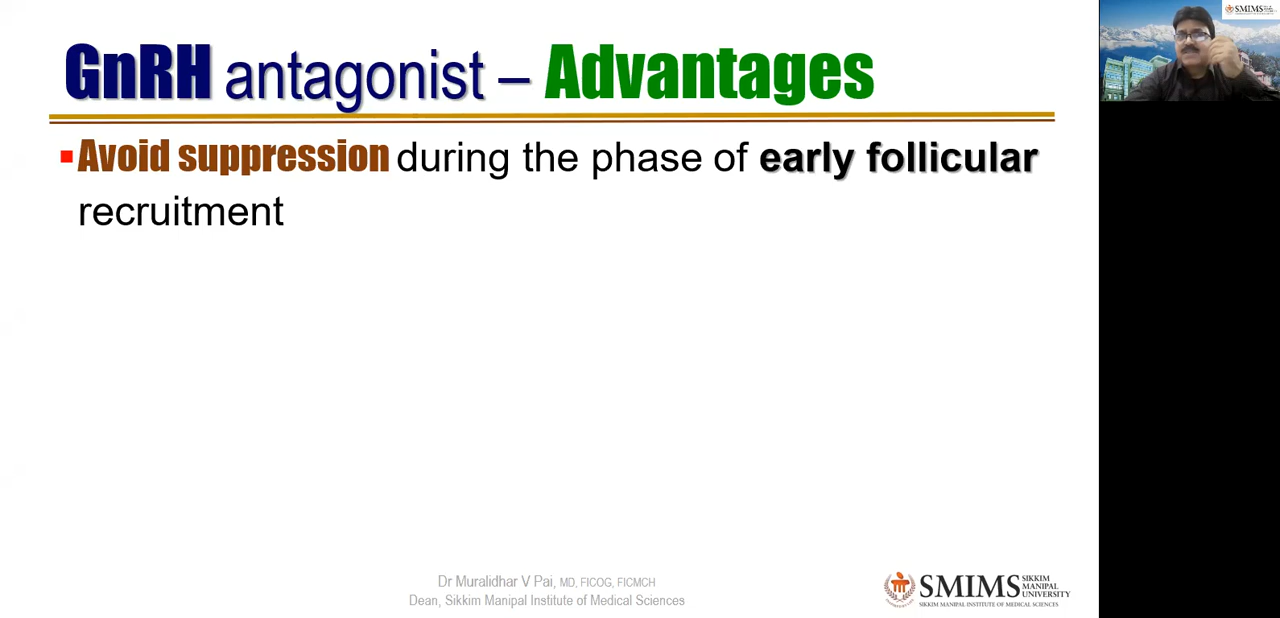 GnRH antagonist – Advantages
Avoid suppression during the phase of early follicular
recruitment
Dr Muralidhar V Pai, MD, FICOG, FICMCH
Dean, Sikkim Manipal Institute of Medical Sciences
SMIMS SIKKIM MANIPAL UNIVERSITY
SIKKIM MANIPAL INSTITUTE OF MEDICAL SCIENCES
SMIMS